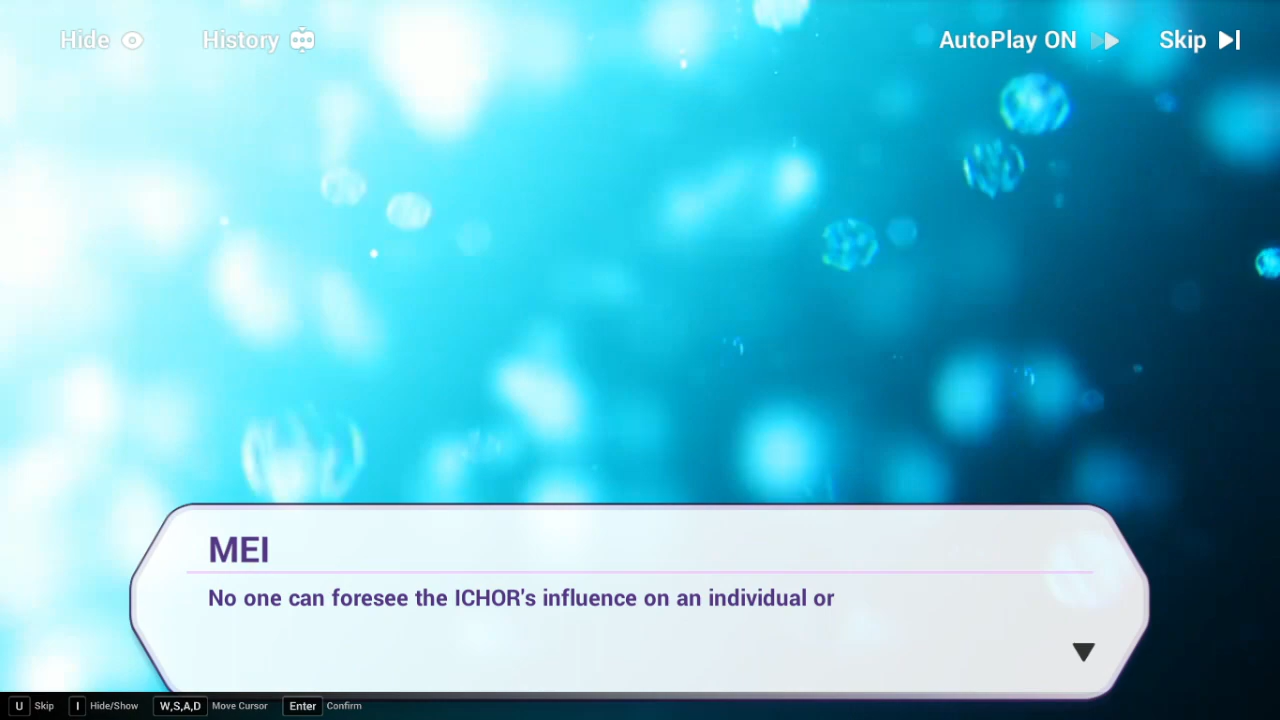 Hide
History
AutoPlay ON
Skip
MEI
No one can foresee the ICHOR's influence on an individual or
U Skip I Hide/Show W,S,A,D Move Cursor Enter Confirm